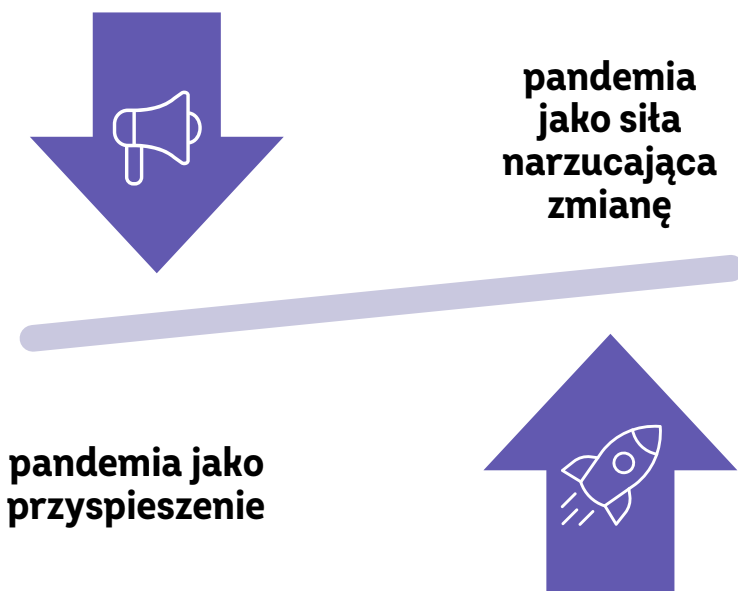 pandemia
jako siła
narzucająca
zmianę
pandemia jako
przyspieszenie